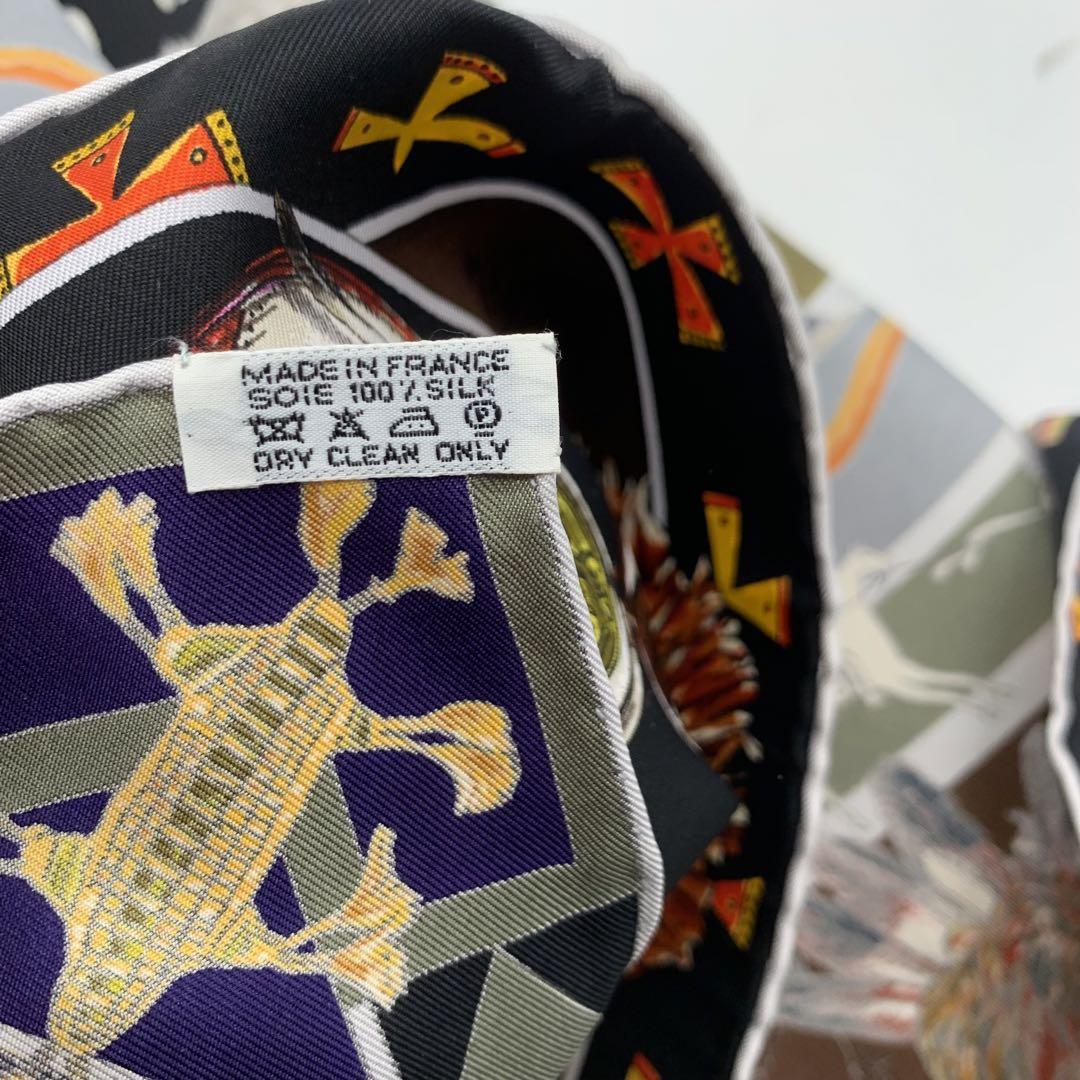 MADE IN FRANCE
SOIE 100% SILK
P
DRY CLEAN ONLY